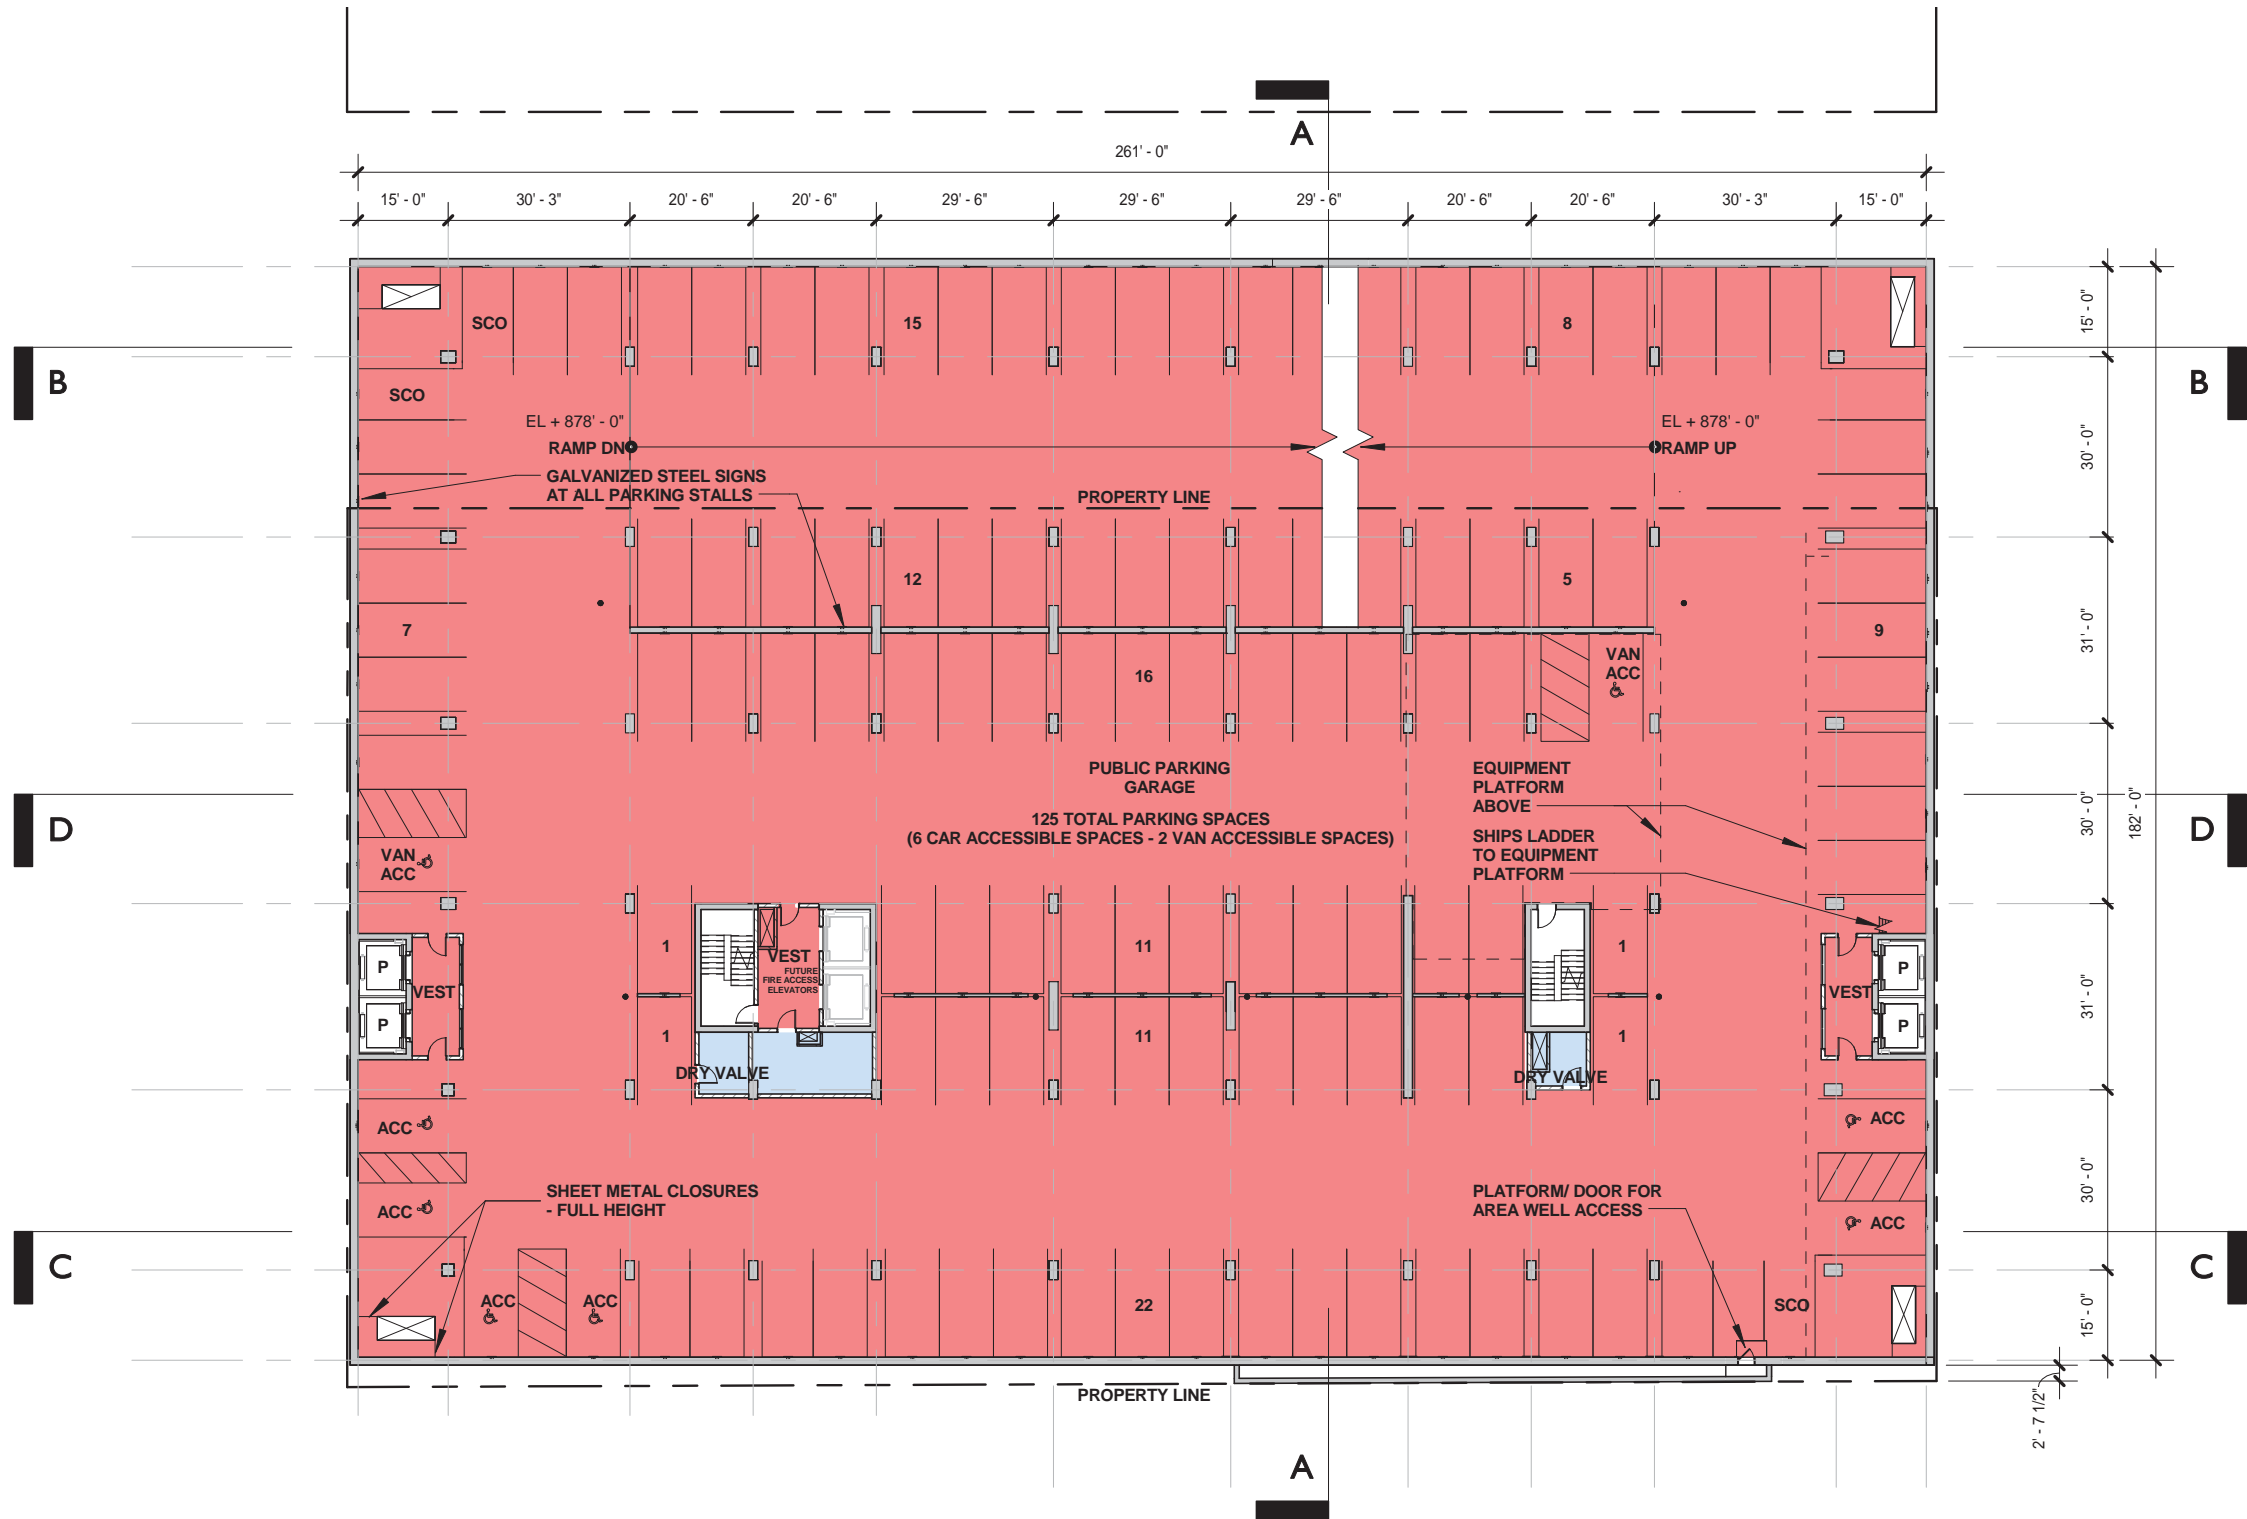 A
261' - 0"
15' - 0"
30' - 3"
20' - 6"
20' - 6"
29' - 6"
29' - 6"
29' - 6"
20' - 6"
20' - 6"
30' - 3"
15' - 0"
SCO
15
8
15' - 0"
B
SCO
B
EL + 878' - 0"
RAMP DN
EL + 878' - 0"
RAMP UP
30' - 0"
GALVANIZED STEEL SIGNS
AT ALL PARKING STALLS
PROPERTY LINE
12
5
7
9
31' - 0"
16
VAN
ACC
PUBLIC PARKING
GARAGE
125 TOTAL PARKING SPACES
(6 CAR ACCESSIBLE SPACES - 2 VAN ACCESSIBLE SPACES)
EQUIPMENT
PLATFORM
ABOVE
SHIPS LADDER
TO EQUIPMENT
PLATFORM
30' - 0"
182' - 0"
D
D
VAN
ACC
1
VEST
FUTURE
FIRE ACCESS
ELEVATORS
11
1
P
VEST
P
P
VEST
P
31' - 0"
1
11
1
DRY VALVE
DRY VALVE
ACC
ACC
ACC
ACC
30' - 0"
SHEET METAL CLOSURES
- FULL HEIGHT
PLATFORM/ DOOR FOR
AREA WELL ACCESS
C
C
ACC
ACC
22
SCO
15' - 0"
PROPERTY LINE
2' - 7 1/2"
A